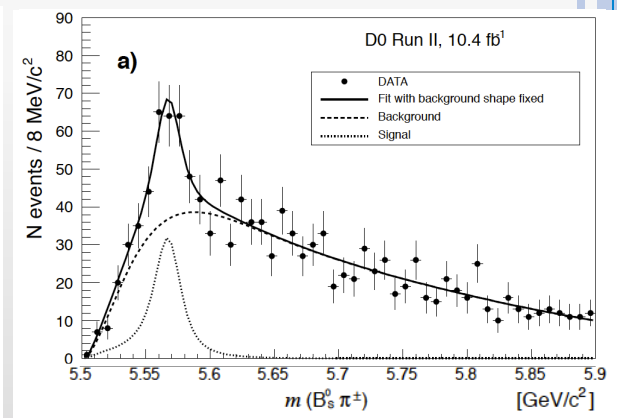 90
80
70
60
50
40
30
20
10
0
N events / 8 MeV/c²
a)
D0 Run II, 10.4 fb¹
DATA
Fit with background shape fixed
Background
Signal
5.5 5.55 5.6 5.65 5.7 5.75 5.8 5.85 5.9
m (B⁰ₛ π±) [GeV/c²]